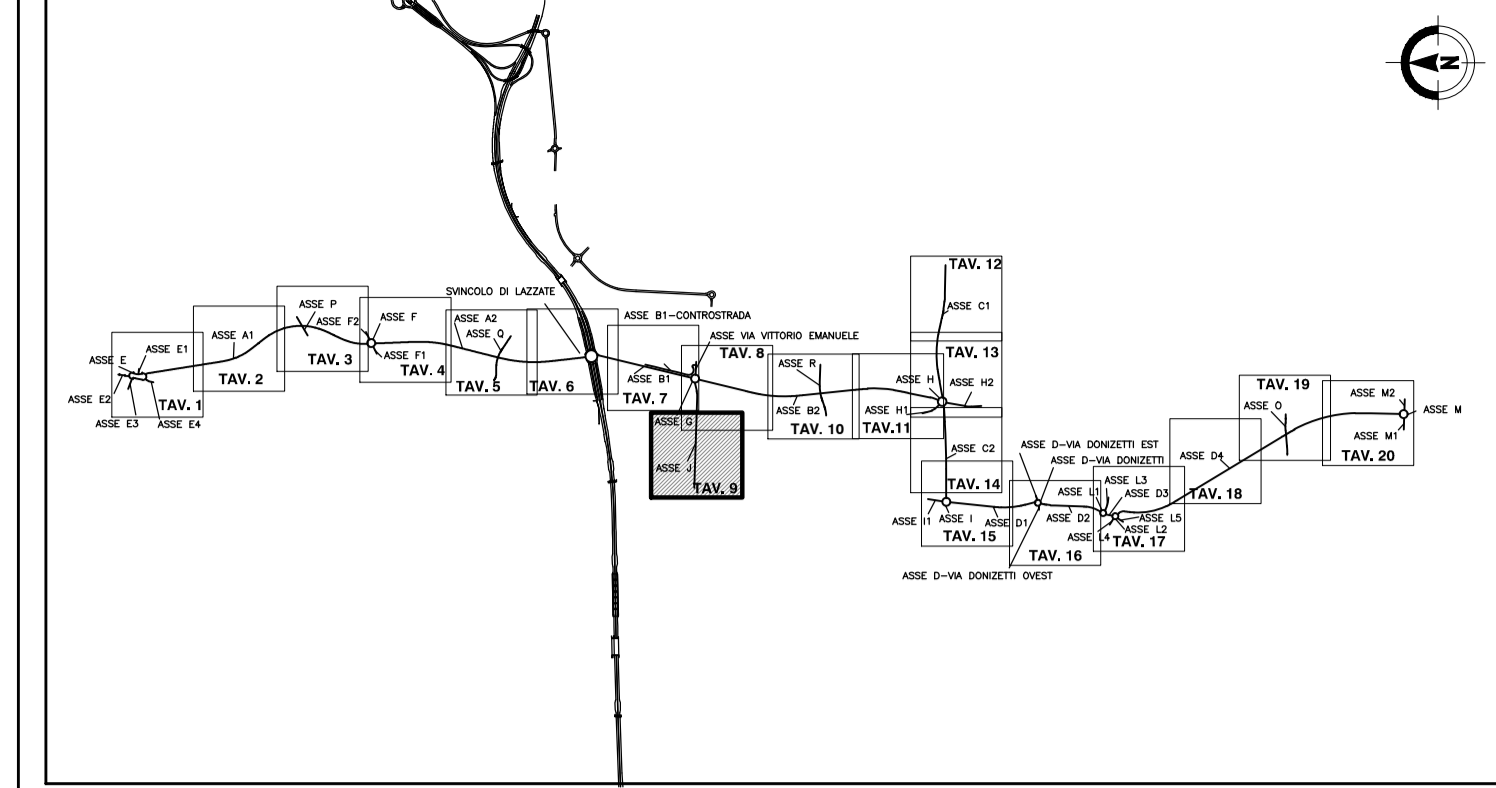 N
SVINCOLO DI LAZZATE
ASSE E
ASSE E1
ASSE E2
ASSE E3
ASSE E4
TAV. 1
ASSE A1
TAV. 2
ASSE P
ASSE F2
TAV. 3
ASSE F
ASSE F1
TAV. 4
ASSE A2
ASSE Q
TAV. 5
TAV. 6
ASSE B1-CONTROSTRADA
ASSE B1
TAV. 7
ASSE VIA VITTORIO EMANUELE
TAV. 8
ASSE G
ASSE J
TAV. 9
ASSE R
ASSE B2
TAV. 10
ASSE H
ASSE H1
ASSE H2
TAV.11
TAV. 12
ASSE C1
TAV. 13
ASSE C2
TAV. 14
ASSE I1
ASSE I
ASSE D1
TAV. 15
ASSE D-VIA DONIZETTI EST
ASSE D-VIA DONIZETTI
ASSE D2
TAV. 16
ASSE D-VIA DONIZETTI OVEST
ASSE L1
ASSE L3
ASSE D3
ASSE L5
ASSE L2
ASSE L4
TAV. 17
ASSE D4
TAV. 18
TAV. 19
ASSE O
ASSE M2
ASSE M
ASSE M1
TAV. 20